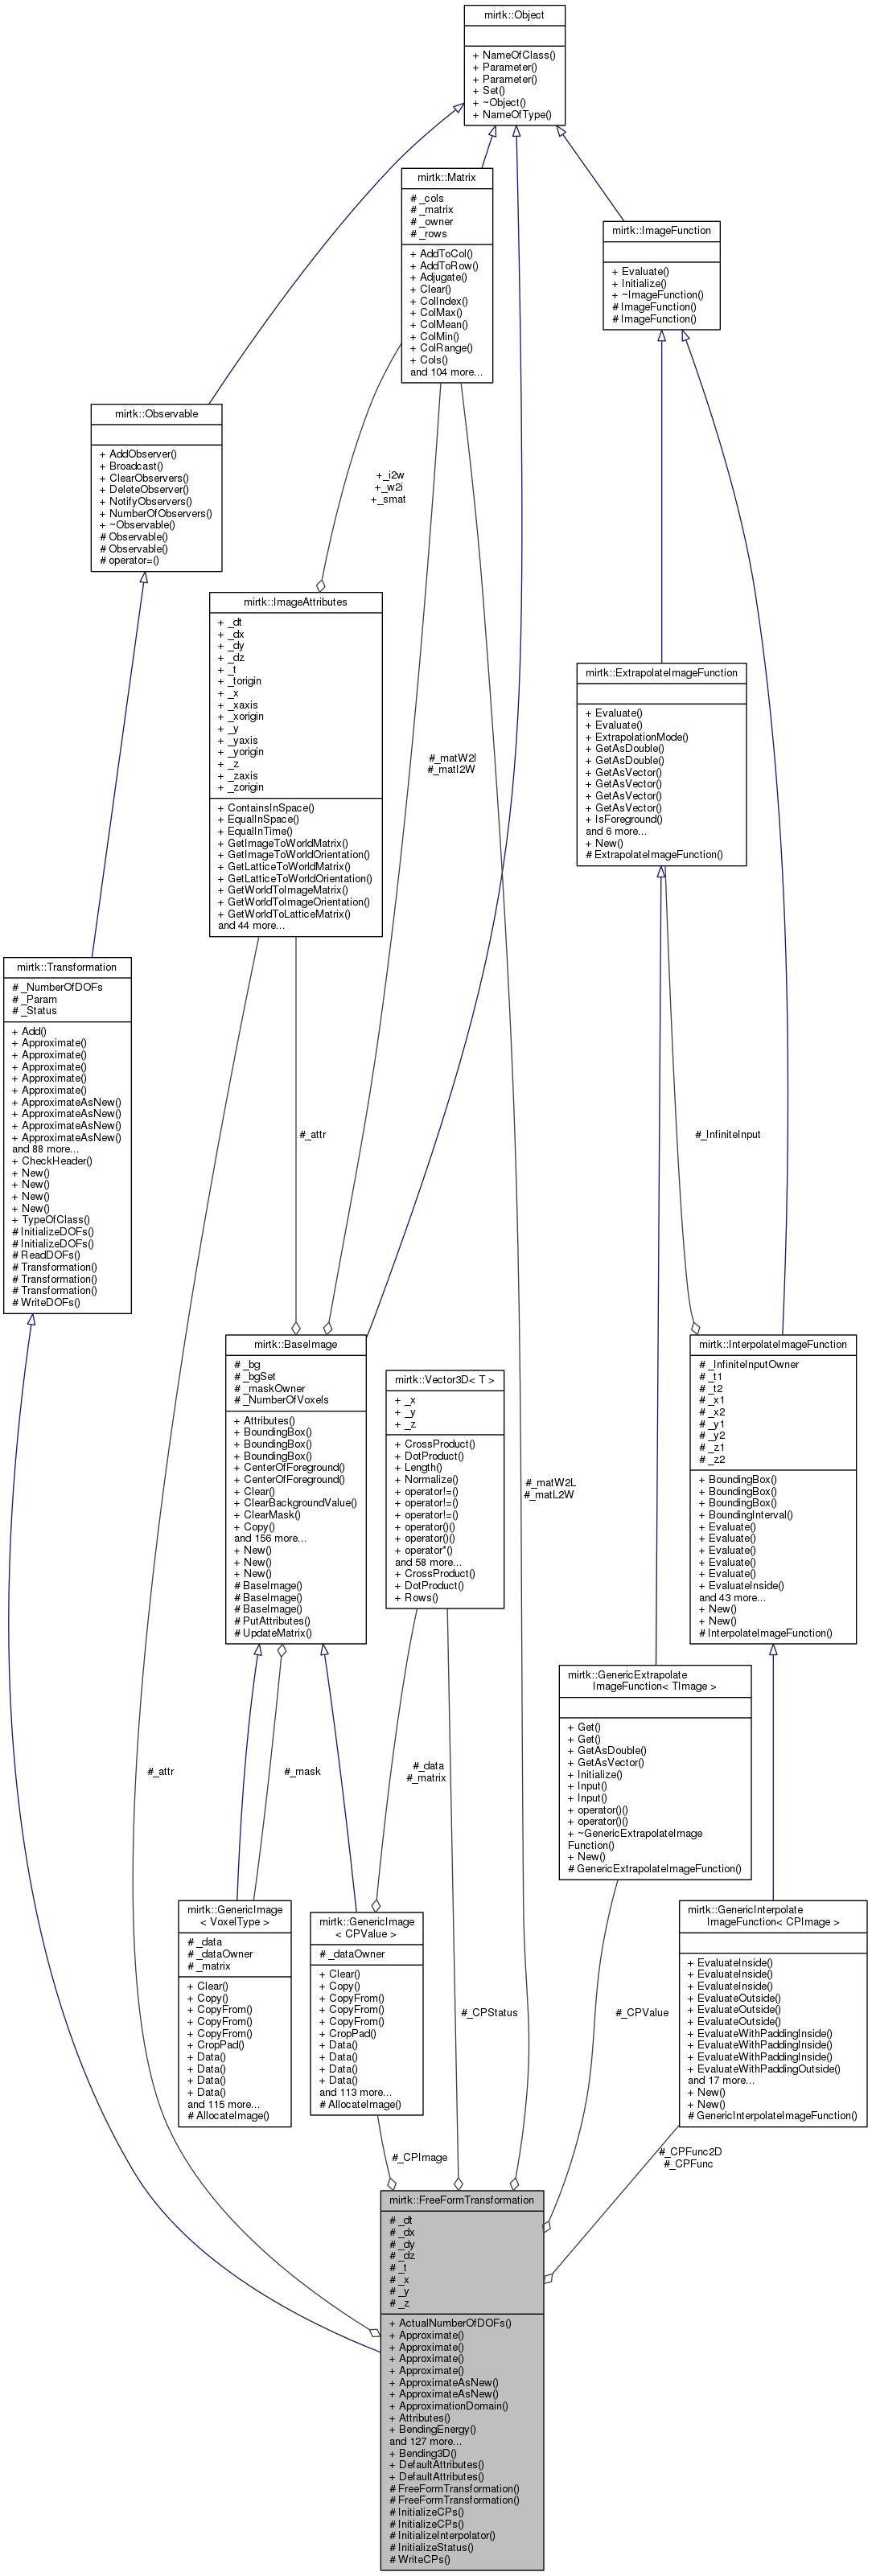 mirtk::Object
+ NameOfClass()
+ Parameter()
+ Parameter()
+ Set()
+ ~Object()
+ NameOfType()
mirtk::Matrix
# _cols
# _matrix
# _owner
# _rows
+ AddToCol()
+ AddToRow()
+ Adjugate()
+ Clear()
+ ColIndex()
+ ColMax()
+ ColMean()
+ ColMin()
+ ColRange()
+ Cols()
and 104 more...
mirtk::ImageFunction
+ Evaluate()
+ Initialize()
+ ~ImageFunction()
# ImageFunction()
# ImageFunction()
mirtk::Observable
+ AddObserver()
+ Broadcast()
+ ClearObservers()
+ DeleteObserver()
+ NotifyObservers()
+ NumberOfObservers()
+ ~Observable()
# Observable()
# Observable()
# operator=()
+_i2w
+_w2i
+_smat
mirtk::ImageAttributes
+ _dt
+ _dx
+ _dy
+ _dz
+ _t
+ _torigin
+ _x
+ _xaxis
+ _xorigin
+ _y
+ _yaxis
+ _yorigin
+ _z
+ _zaxis
+ _zorigin
+ ContainsInSpace()
+ EqualInSpace()
+ EqualInTime()
+ GetImageToWorldMatrix()
+ GetImageToWorldOrientation()
+ GetLatticeToWorldMatrix()
+ GetLatticeToWorldOrientation()
+ GetWorldToImageMatrix()
+ GetWorldToImageOrientation()
+ GetWorldToLatticeMatrix()
and 44 more...
#_matW2I
#_matI2W
mirtk::ExtrapolateImageFunction
+ Evaluate()
+ Evaluate()
+ ExtrapolationMode()
+ GetAsDouble()
+ GetAsDouble()
+ GetAsVector()
+ GetAsVector()
+ GetAsVector()
+ GetAsVector()
+ IsForeground()
and 6 more...
+ New()
# ExtrapolateImageFunction()
mirtk::Transformation
# _NumberOfDOFs
# _Param
# _Status
+ Add()
+ Approximate()
+ Approximate()
+ Approximate()
+ Approximate()
+ Approximate()
+ ApproximateAsNew()
+ ApproximateAsNew()
+ ApproximateAsNew()
+ ApproximateAsNew()
and 88 more...
+ CheckHeader()
+ New()
+ New()
+ New()
+ New()
+ TypeOfClass()
# InitializeDOFs()
# InitializeDOFs()
# ReadDOFs()
# Transformation()
# Transformation()
# Transformation()
# WriteDOFs()
#_attr
#_InfiniteInput
mirtk::BaseImage
# _bg
# _bgSet
# _maskOwner
# _NumberOfVoxels
+ Attributes()
+ BoundingBox()
+ BoundingBox()
+ BoundingBox()
+ CenterOfForeground()
+ CenterOfForeground()
+ Clear()
+ ClearBackgroundValue()
+ ClearMask()
+ Copy()
and 156 more...
+ New()
+ New()
+ New()
# BaseImage()
# BaseImage()
# BaseImage()
# PutAttributes()
# UpdateMatrix()
mirtk::Vector3D< T >
+ _x
+ _y
+ _z
+ CrossProduct()
+ DotProduct()
+ Length()
+ Normalize()
+ operator!=()
+ operator!=()
+ operator!=()
+ operator()()
+ operator()()
+ operator*()
and 58 more...
+ CrossProduct()
+ DotProduct()
+ Rows()
#_matW2L
#_matL2W
mirtk::InterpolateImageFunction
# _InfiniteInputOwner
# _t1
# _t2
# _x1
# _x2
# _y1
# _y2
# _z1
# _z2
+ BoundingBox()
+ BoundingBox()
+ BoundingBox()
+ BoundingInterval()
+ Evaluate()
+ Evaluate()
+ Evaluate()
+ Evaluate()
+ Evaluate()
+ EvaluateInside()
and 43 more...
+ New()
+ New()
# InterpolateImageFunction()
mirtk::GenericExtrapolate
ImageFunction< TImage >
+ Get()
+ Get()
+ GetAsDouble()
+ GetAsVector()
+ Initialize()
+ Input()
+ Input()
+ operator()()
+ operator()()
+ ~GenericExtrapolateImage
Function()
+ New()
# GenericExtrapolateImageFunction()
#_attr
#_mask
#_data
#_matrix
mirtk::GenericImage
< VoxelType >
# _data
# _dataOwner
# _matrix
+ Clear()
+ Copy()
+ CopyFrom()
+ CopyFrom()
+ CopyFrom()
+ CropPad()
+ Data()
+ Data()
+ Data()
+ Data()
and 115 more...
# AllocateImage()
mirtk::GenericImage
< CPValue >
# _dataOwner
+ Clear()
+ Copy()
+ CopyFrom()
+ CopyFrom()
+ CopyFrom()
+ CropPad()
+ Data()
+ Data()
+ Data()
+ Data()
and 113 more...
# AllocateImage()
mirtk::GenericInterpolate
ImageFunction< CPImage >
+ EvaluateInside()
+ EvaluateInside()
+ EvaluateInside()
+ EvaluateOutside()
+ EvaluateOutside()
+ EvaluateOutside()
+ EvaluateWithPaddingInside()
+ EvaluateWithPaddingInside()
+ EvaluateWithPaddingInside()
+ EvaluateWithPaddingOutside()
and 17 more...
+ New()
+ New()
# GenericInterpolateImageFunction()
#_CPStatus
#_CPValue
#_CPImage
#_CPFunc2D
#_CPFunc
mirtk::FreeFormTransformation
# _dt
# _dx
# _dy
# _dz
# _t
# _x
# _y
# _z
+ ActualNumberOfDOFs()
+ Approximate()
+ Approximate()
+ Approximate()
+ Approximate()
+ ApproximateAsNew()
+ ApproximateAsNew()
+ ApproximationDomain()
+ Attributes()
+ BendingEnergy()
and 127 more...
+ Bending3D()
+ DefaultAttributes()
+ DefaultAttributes()
# FreeFormTransformation()
# FreeFormTransformation()
# InitializeCPs()
# InitializeCPs()
# InitializeInterpolator()
# InitializeStatus()
# WriteCPs()